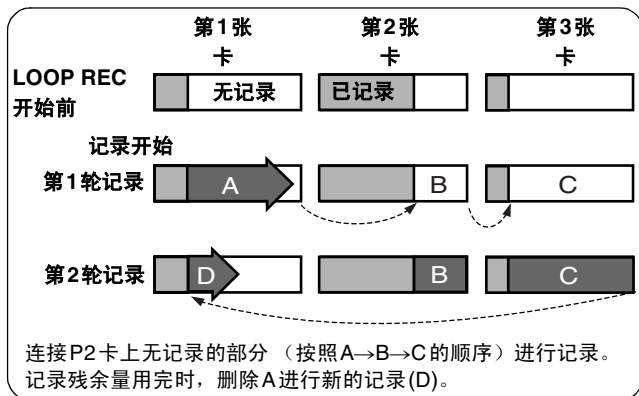 第1张卡
第2张卡
第3张卡
LOOP REC
开始前
无记录
已记录
记录开始
第1轮记录
A
B
C
第2轮记录
D
B
C
连接P2卡上无记录的部分 （按照A→B→C的顺序）进行记录。
记录残余量用完时，删除A进行新的记录(D)。